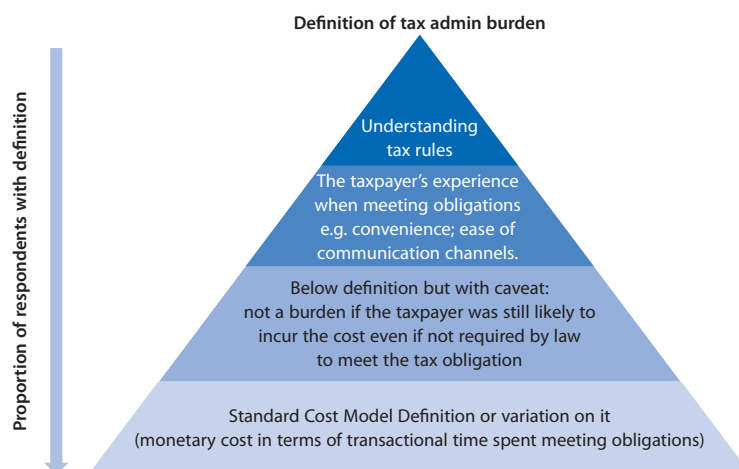 Definition of tax admin burden
Proportion of respondents with definition
Understanding
tax rules
The taxpayer’s experience
when meeting obligations
e.g. convenience; ease of
communication channels.
Below definition but with caveat:
not a burden if the taxpayer was still likely to
incur the cost even if not required by law
to meet the tax obligation
Standard Cost Model Definition or variation on it
(monetary cost in terms of transactional time spent meeting obligations)